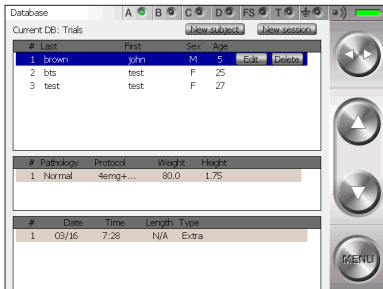 Database A B C D FS T
Current DB: Trials New subject New session
# Last First Sex Age
1 brown john M 5 Edit Delete
2 bts test F 25
3 test test F 27
# Pathology Protocol Weight Height
1 Normal 4emg+... 80.0 1.75
# Date Time Length Type
1 03/16 7:28 N/A Extra
MENU